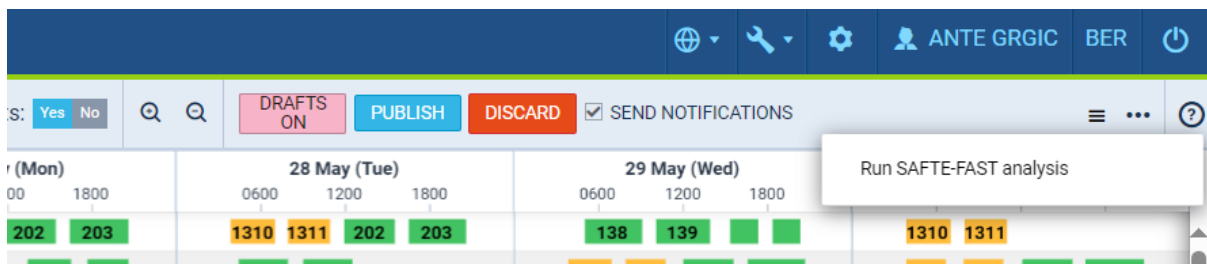 ANTE GRGIC BER
Yes No DRAFTS ON PUBLISH DISCARD SEND NOTIFICATIONS
Run SAFTE-FAST analysis
(Mon) 28 May (Tue) 29 May (Wed)
1800 0600 1200 1800 0600 1200 1800
202 203 1310 1311 202 203 138 139 1310 1311